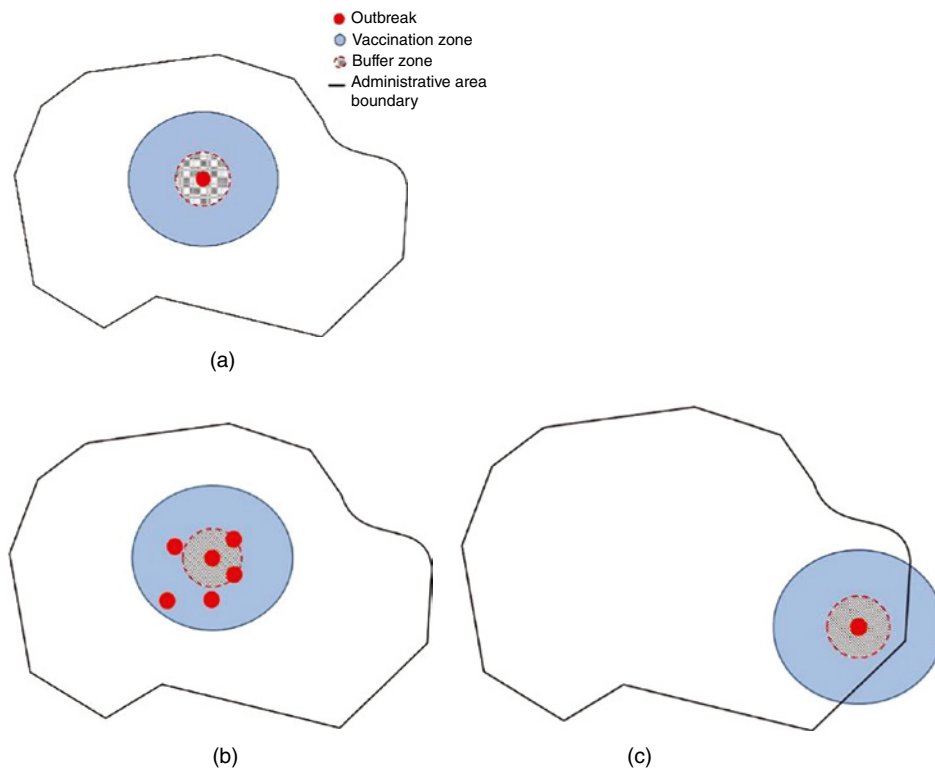 Outbreak
Vaccination zone
Buffer zone
Administrative area
boundary
(a)
(b)
(c)